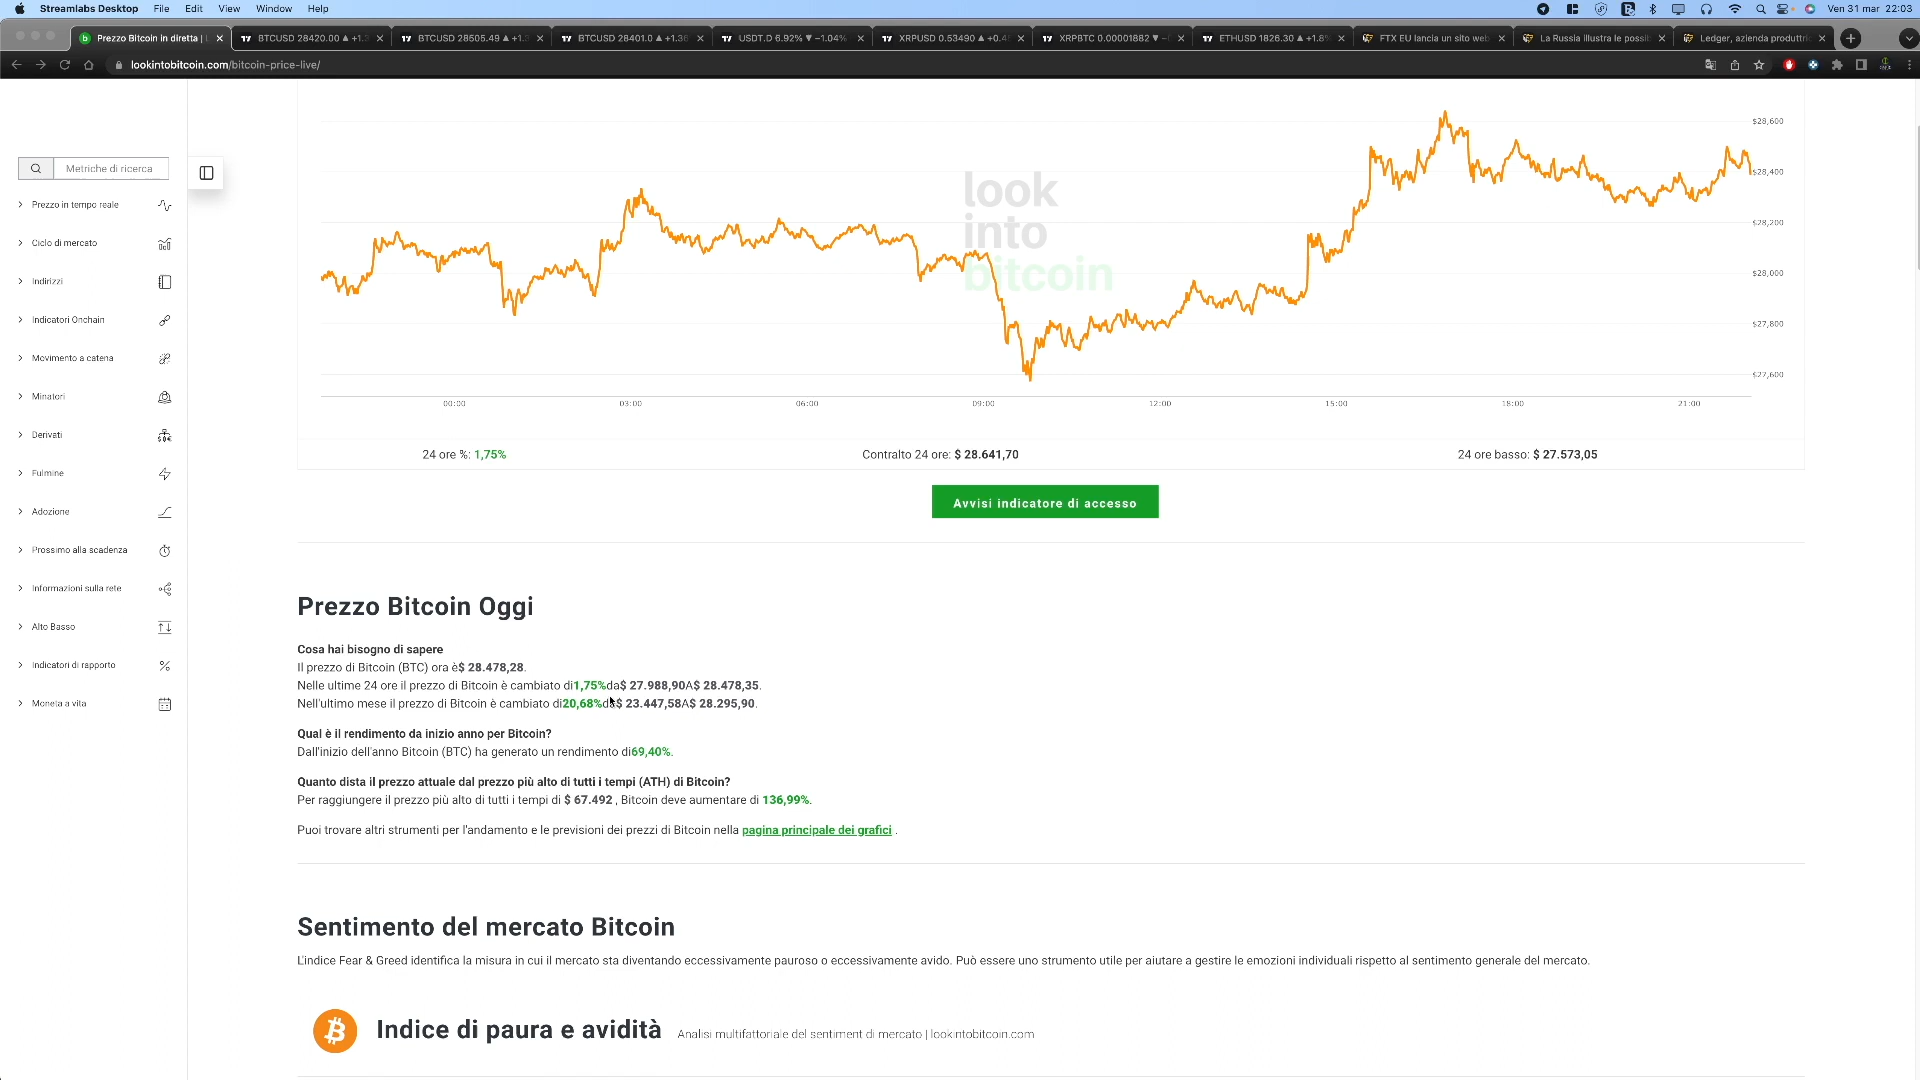 Streamlabs Desktop File Edit View Window Help Ven 31 mar 22:03
Prezzo Bitcoin in diretta | BTCUSD 28420.00 ▲ +1.3 BTCUSD 28505.49 ▲ +1.3 BTCUSD 28401.0 ▲ +1.36 USDT.D 6.92% ▼ −1.04% XRPUSD 0.53490 ▲ +0.4 XRPBTC 0.00001882 ▼ ETHUSD 1826.30 ▲ +1.8% FTX EU lancia un sito web La Russia illustra le possib Ledger, azienda produttri
lookintobitcoin.com/bitcoin-price-live/
Metriche di ricerca
Prezzo in tempo reale
Ciclo di mercato
Indirizzi
Indicatori Onchain
Movimento a catena
Minatori
Derivati
Fulmine
Adozione
Prossimo alla scadenza
Informazioni sulla rete
Alto Basso
Indicatori di rapporto
Moneta a vita
look
into
bitcoin
$28,600
$28,400
$28,200
$28,000
$27,800
$27,600
00:00 03:00 06:00 09:00 12:00 15:00 18:00 21:00
24 ore %: 1,75% Contralto 24 ore: $ 28.641,70 24 ore basso: $ 27.573,05
Avvisi indicatore di accesso
Prezzo Bitcoin Oggi
Cosa hai bisogno di sapere
Il prezzo di Bitcoin (BTC) ora è$ 28.478,28.
Nelle ultime 24 ore il prezzo di Bitcoin è cambiato di1,75%da$ 27.988,90A$ 28.478,35.
Nell'ultimo mese il prezzo di Bitcoin è cambiato di20,68%da$ 23.447,58A$ 28.295,90.
Qual è il rendimento da inizio anno per Bitcoin?
Dall'inizio dell'anno Bitcoin (BTC) ha generato un rendimento di69,40%.
Quanto dista il prezzo attuale dal prezzo più alto di tutti i tempi (ATH) di Bitcoin?
Per raggiungere il prezzo più alto di tutti i tempi di $ 67.492 , Bitcoin deve aumentare di 136,99%.
Puoi trovare altri strumenti per l'andamento e le previsioni dei prezzi di Bitcoin nella pagina principale dei grafici .
Sentimento del mercato Bitcoin
L'indice Fear & Greed identifica la misura in cui il mercato sta diventando eccessivamente pauroso o eccessivamente avido. Può essere uno strumento utile per aiutare a gestire le emozioni individuali rispetto al sentimento generale del mercato.
Indice di paura e avidità Analisi multifattoriale del sentiment di mercato | lookintobitcoin.com